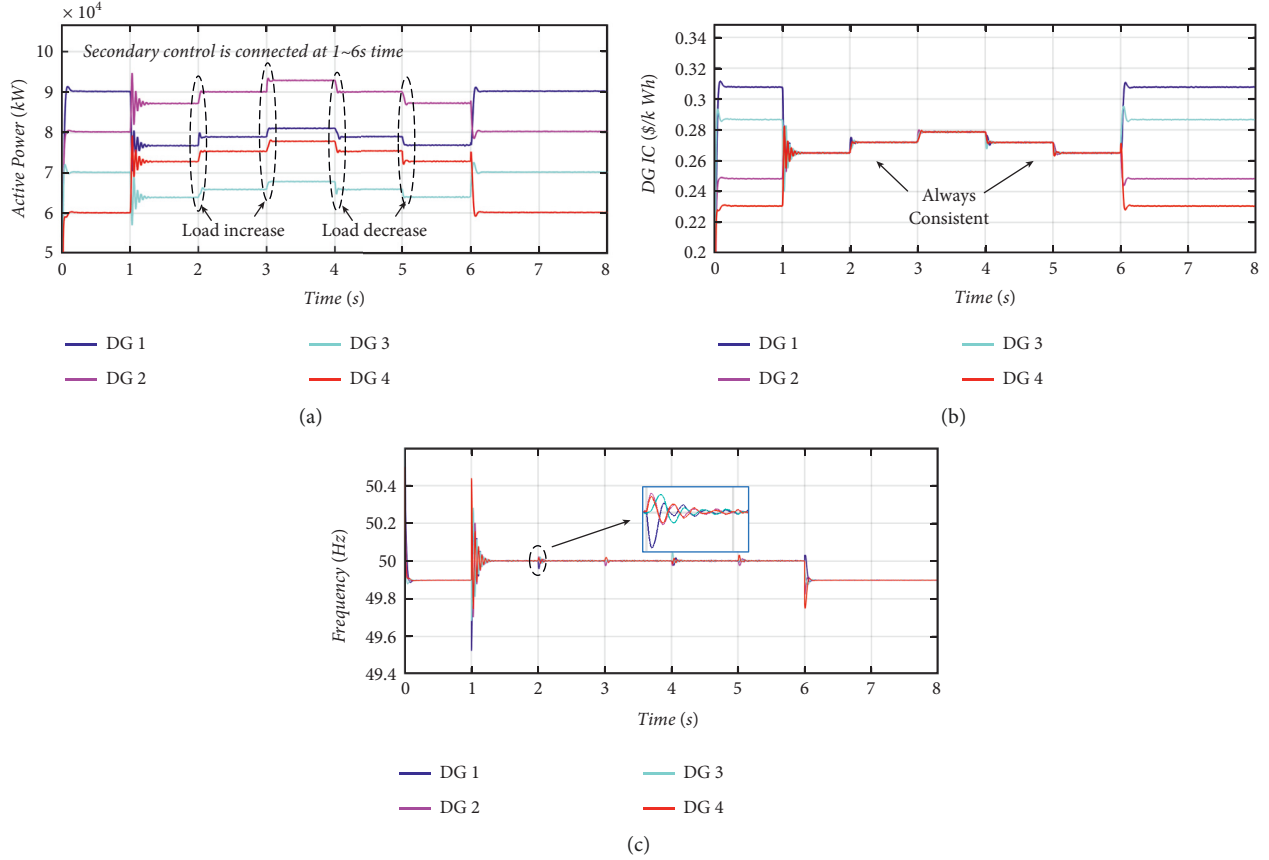 × 10⁴
10
9
8
7
6
5
0
1
2
3
4
5
6
7
8
Active Power (kW)
Time (s)
Secondary control is connected at 1~6s time
Load increase
Load decrease
DG 1
DG 2
DG 3
DG 4
(a)
0.34
0.32
0.3
0.28
0.26
0.24
0.22
0.2
0
1
2
3
4
5
6
7
8
DG IC ($/k Wh)
Time (s)
Always
Consistent
DG 1
DG 2
DG 3
DG 4
(b)
50.4
50.2
50
49.8
49.6
49.4
0
1
2
3
4
5
6
7
8
Frequency (Hz)
Time (s)
DG 1
DG 2
DG 3
DG 4
(c)